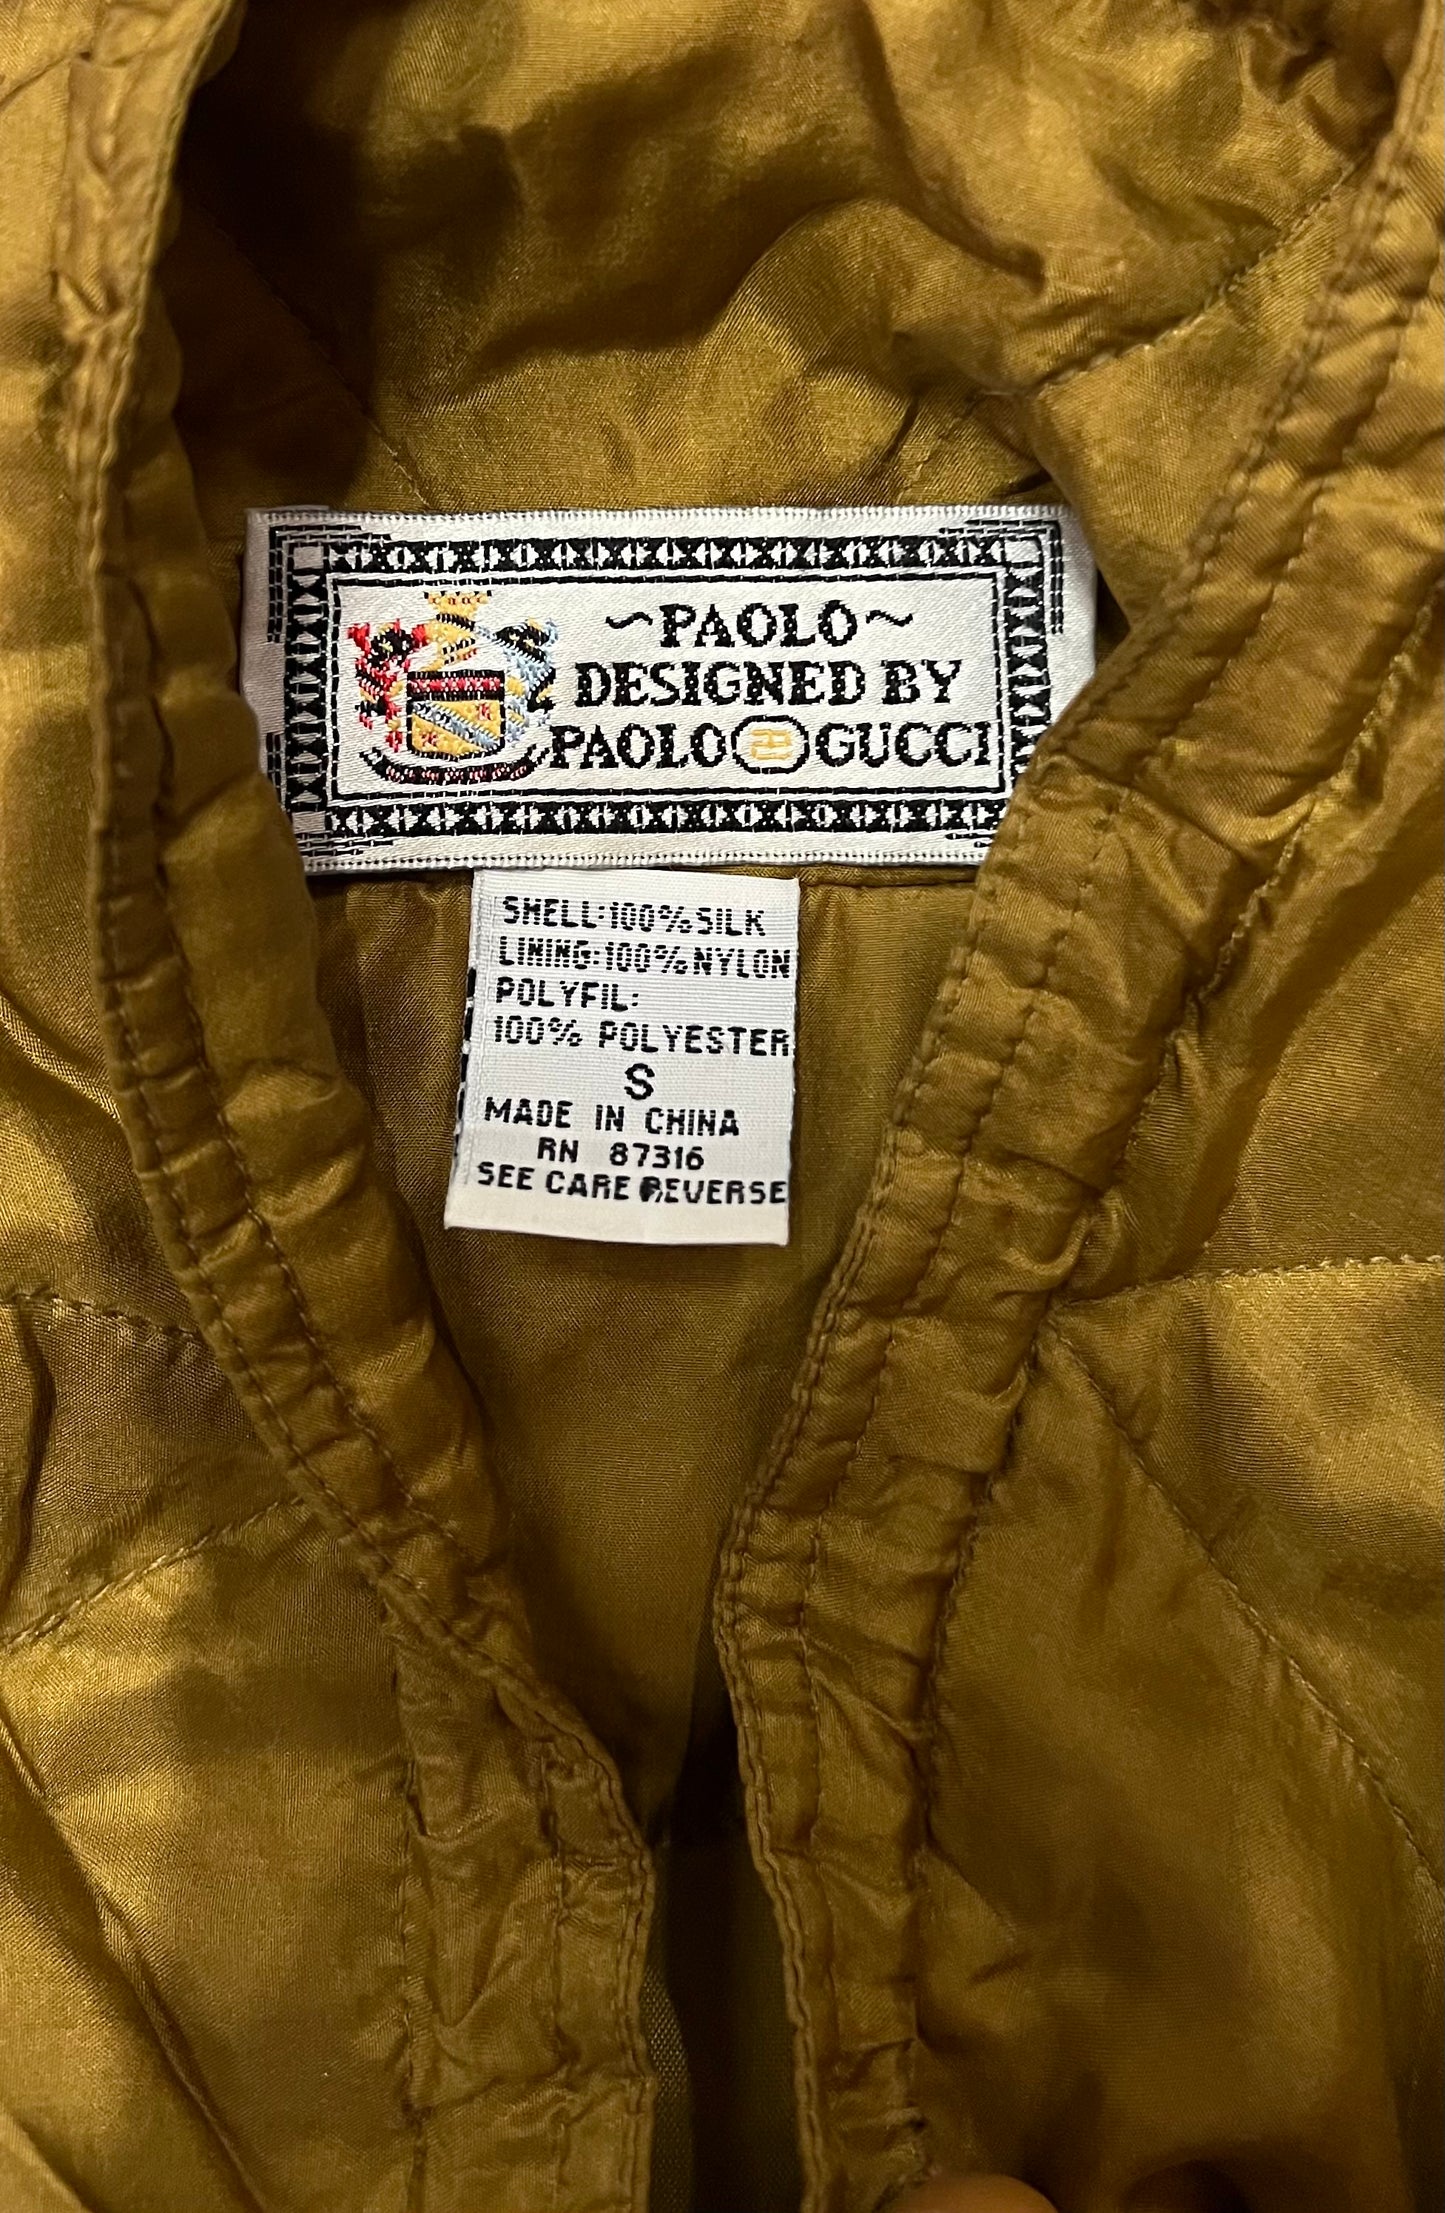 ~PAOLO~
DESIGNED BY
PAOLO GUCCI
SHELL:100%SILK
LINING:100%NYLON
POLYFIL:
100% POLYESTER
S
MADE IN CHINA
RN 87316
SEE CARE REVERSE